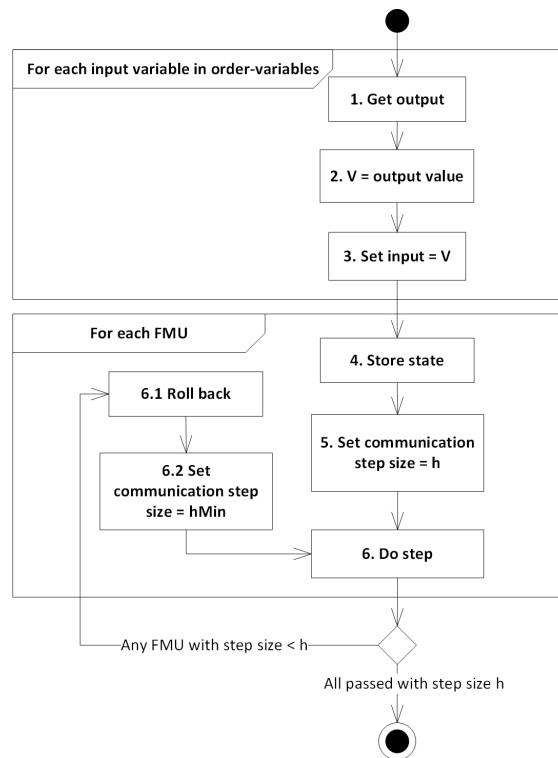 For each input variable in order-variables
1. Get output
2. V = output value
3. Set input = V
For each FMU
4. Store state
6.1 Roll back
5. Set communication
step size = h
6.2 Set
communication step
size = hMin
6. Do step
Any FMU with step size < h
All passed with step size h